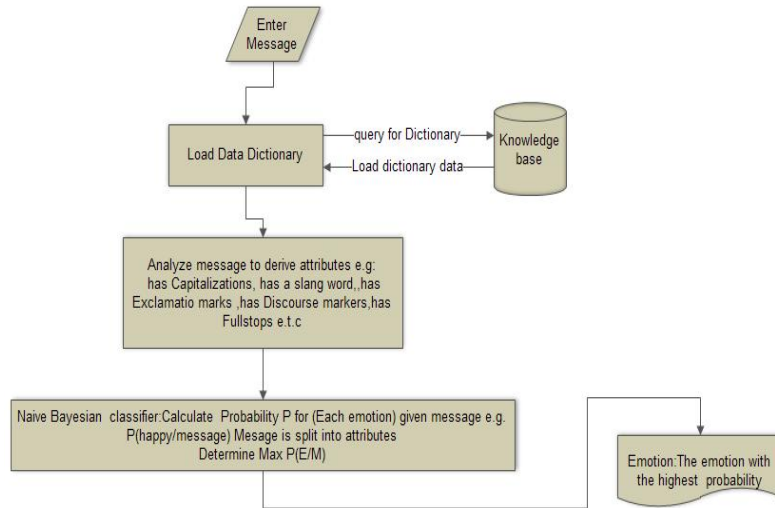 Enter
Message
Load Data Dictionary
query for Dictionary
Load dictionary data
Knowledge
base
Analyze message to derive attributes e.g:
has Capitalizations, has a slang word,,has
Exclamatio marks ,has Discourse markers,has
Fullstops e.t.c
Naive Bayesian classifier:Calculate Probability P for (Each emotion) given message e.g.
P(happy/message) Mesage is split into attributes
Determine Max P(E/M)
Emotion:The emotion with
the highest probability